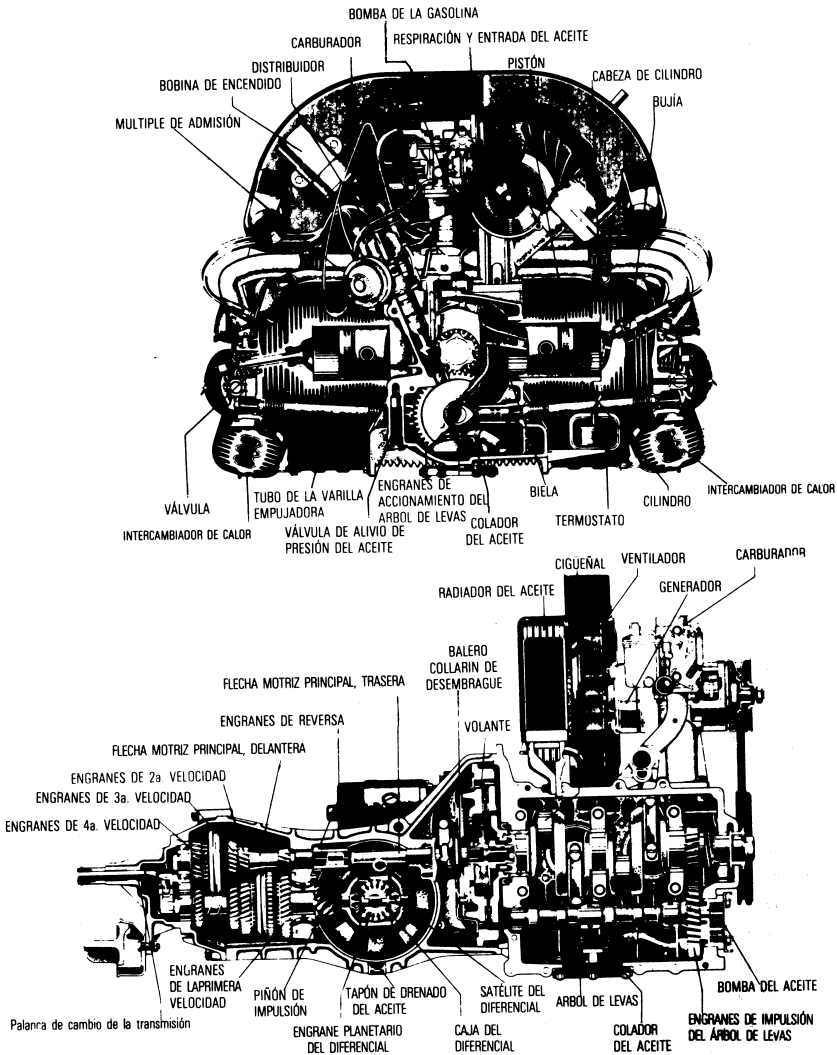 BOMBA DE LA GASOLINA
CARBURADOR
RESPIRACIÓN Y ENTRADA DEL ACEITE
DISTRIBUIDOR
PISTÓN
BOBINA DE ENCENDIDO
CABEZA DE CILINDRO
MULTIPLE DE ADMISIÓN
BUJÍA
VÁLVULA
INTERCAMBIADOR DE CALOR
TUBO DE LA VARILLA
EMPUJADORA
VÁLVULA DE ALIVIO DE
PRESIÓN DEL ACEITE
ENGRANES DE
ACCIONAMIENTO DEL
ARBOL DE LEVAS
COLADOR
DEL ACEITE
BIELA
TERMOSTATO
CILINDRO
INTERCAMBIADOR DE CALOR
CIGÜEÑAL
VENTILADOR
CARBURADOR
RADIADOR DEL ACEITE
GENERADOR
BALERO
COLLARIN DE
DESEMBRAGUE
FLECHA MOTRIZ PRINCIPAL, TRASERA
ENGRANES DE REVERSA
VOLANTE
FLECHA MOTRIZ PRINCIPAL, DELANTERA
ENGRANES DE 2a. VELOCIDAD
ENGRANES DE 3a. VELOCIDAD
ENGRANES DE 4a. VELOCIDAD
ENGRANES
DE LAPRIMERA
VELOCIDAD
Palanca de cambio de la transmisión
PIÑÓN DE
IMPULSIÓN
ENGRANE PLANETARIO
DEL DIFERENCIAL
TAPÓN DE DRENADO
DEL ACEITE
CAJA DEL
DIFERENCIAL
SATÉLITE DEL
DIFERENCIAL
ARBOL DE LEVAS
COLADOR
DEL ACEITE
BOMBA DEL ACEITE
ENGRANES DE IMPULSIÓN
DEL ÁRBOL DE LEVAS